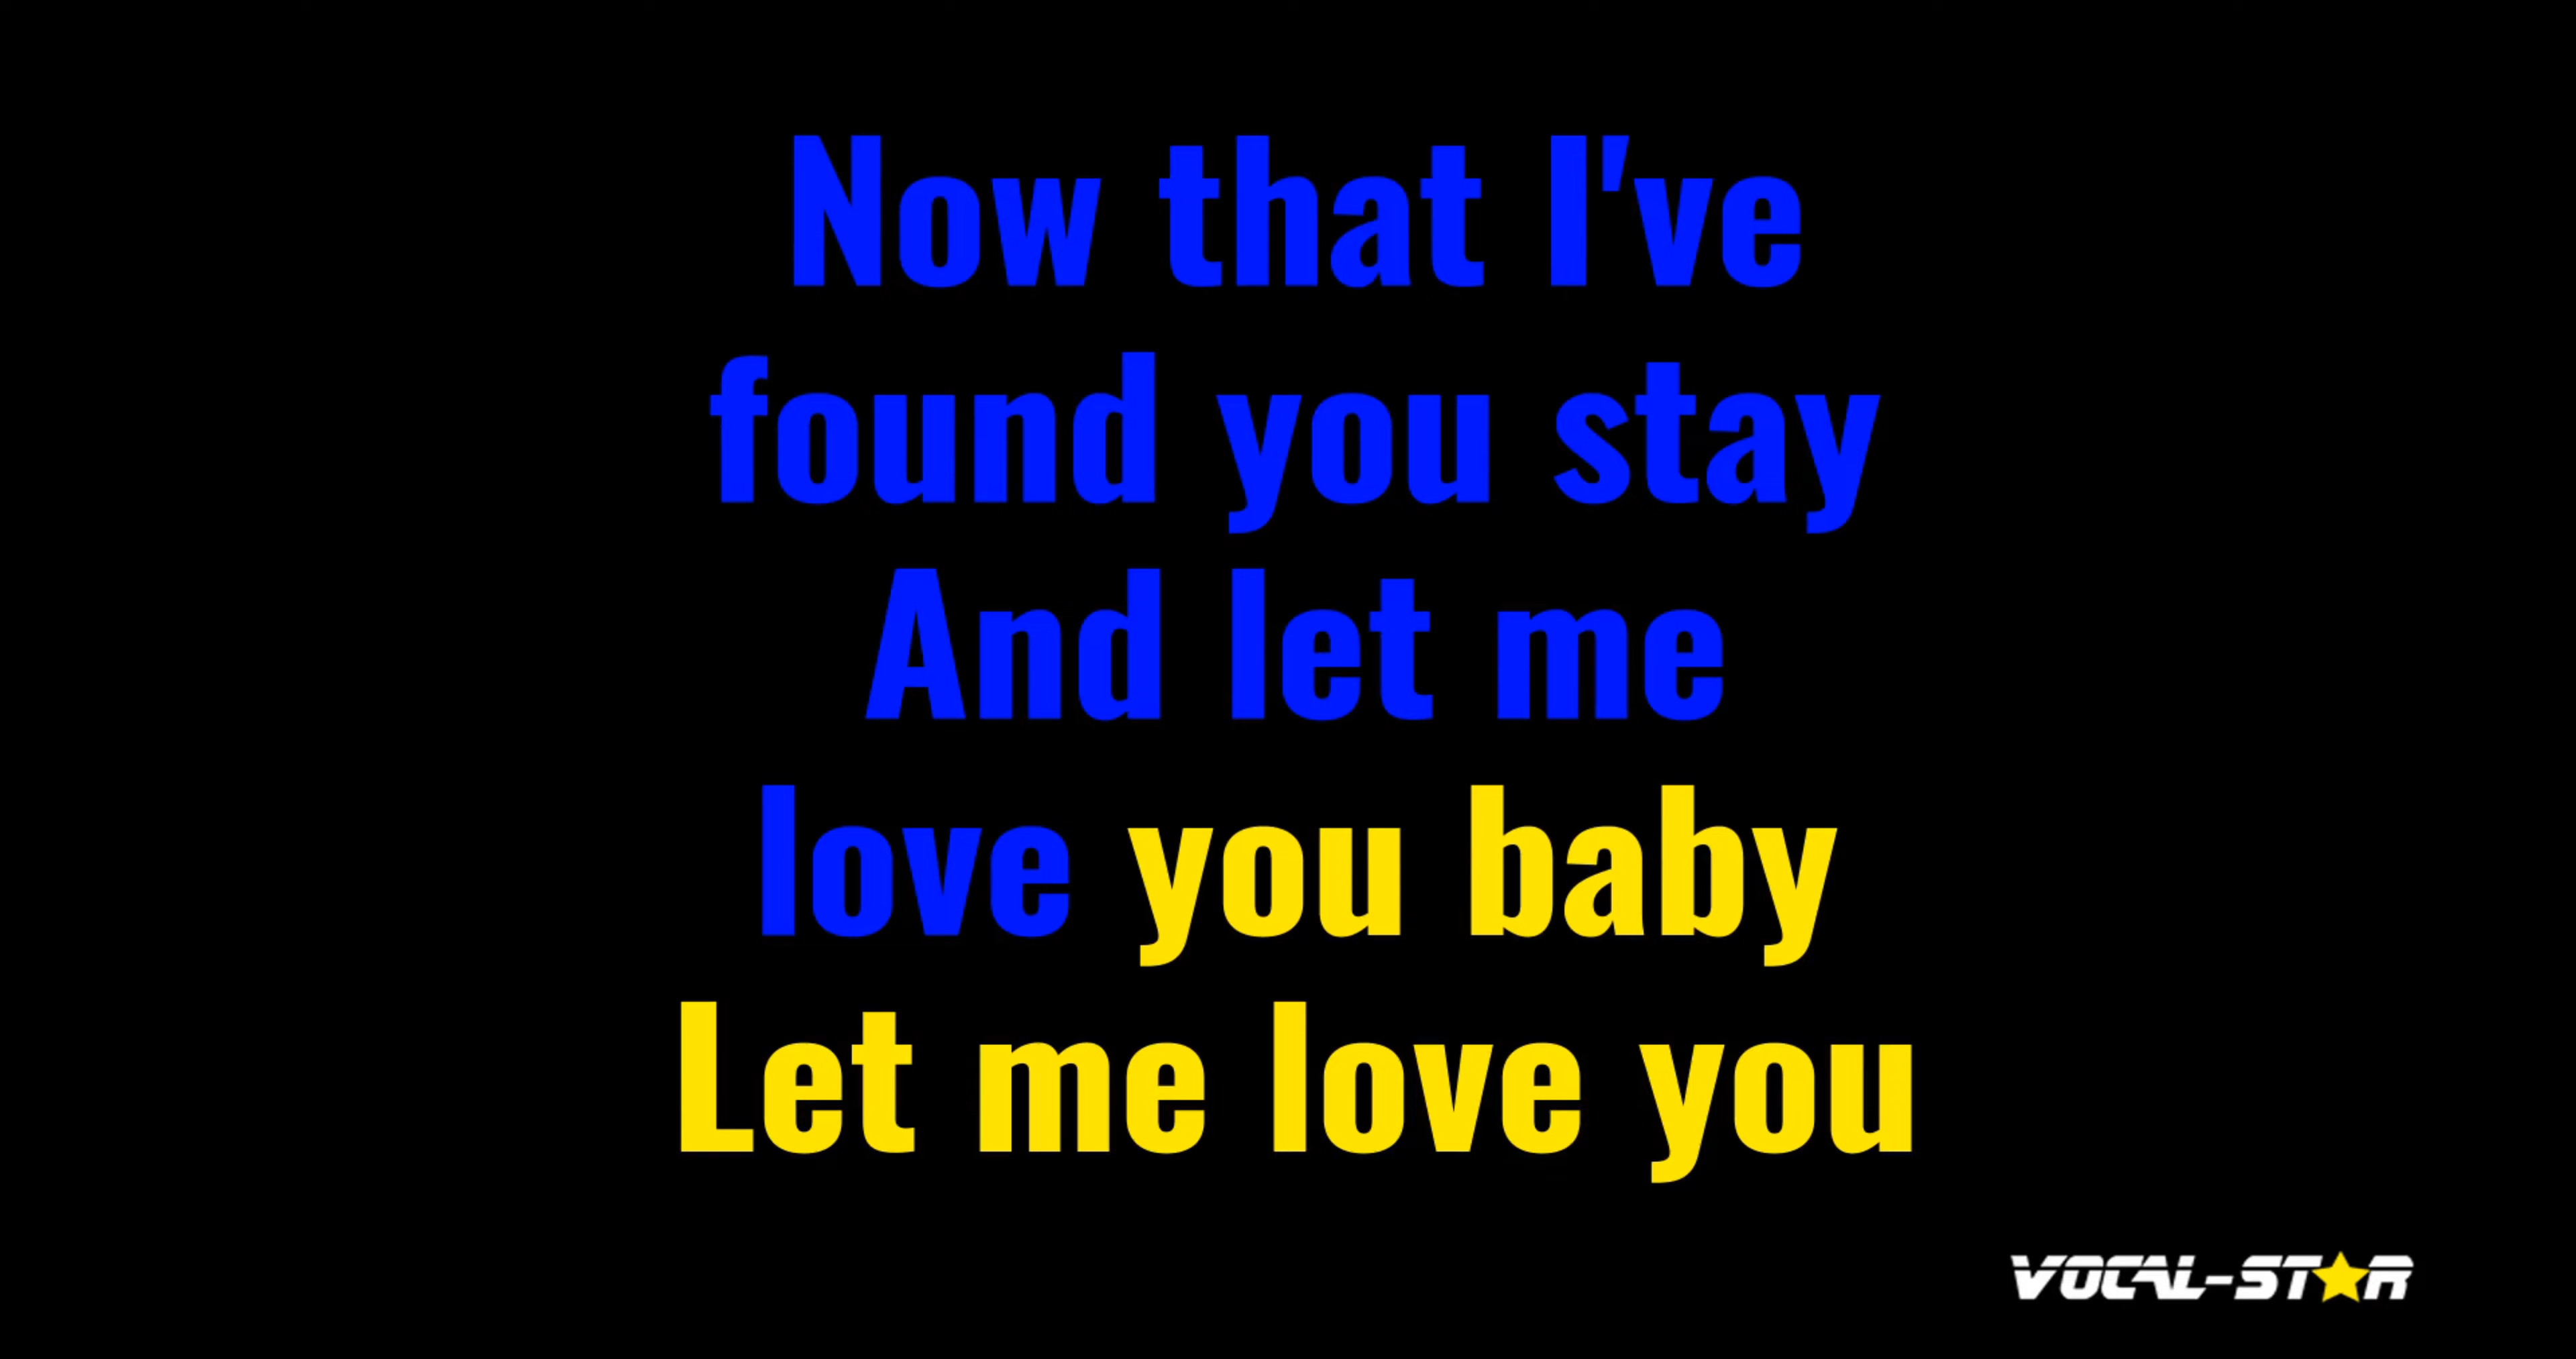 Now that I've
found you stay
And let me
love you baby
Let me love you
VOCAL-STAR